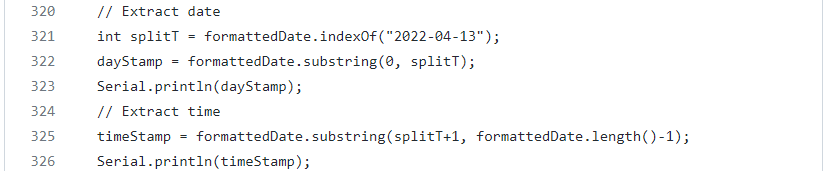 320 // Extract date
321 int splitT = formattedDate.indexOf("2022-04-13");
322 dayStamp = formattedDate.substring(0, splitT);
323 Serial.println(dayStamp);
324 // Extract time
325 timeStamp = formattedDate.substring(splitT+1, formattedDate.length()-1);
326 Serial.println(timeStamp);